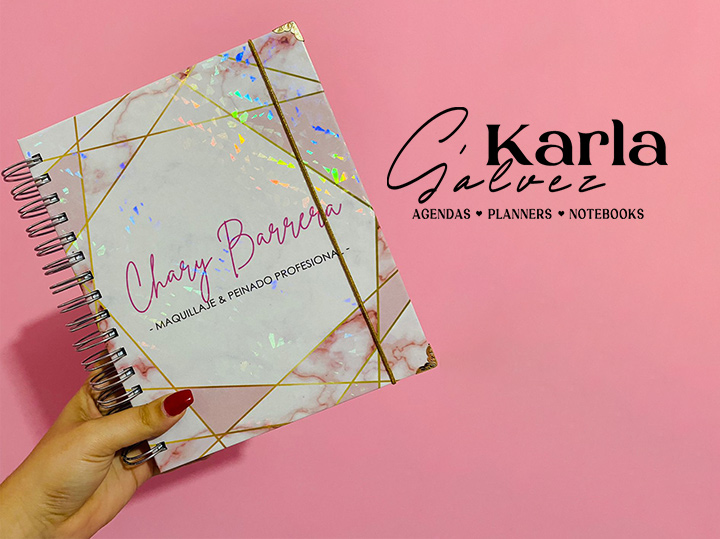 Chary Barrera
- MAQUILLAJE & PEINADO PROFESIONAL -
Karla
Gálvez
AGENDAS ♥ PLANNERS ♥ NOTEBOOKS